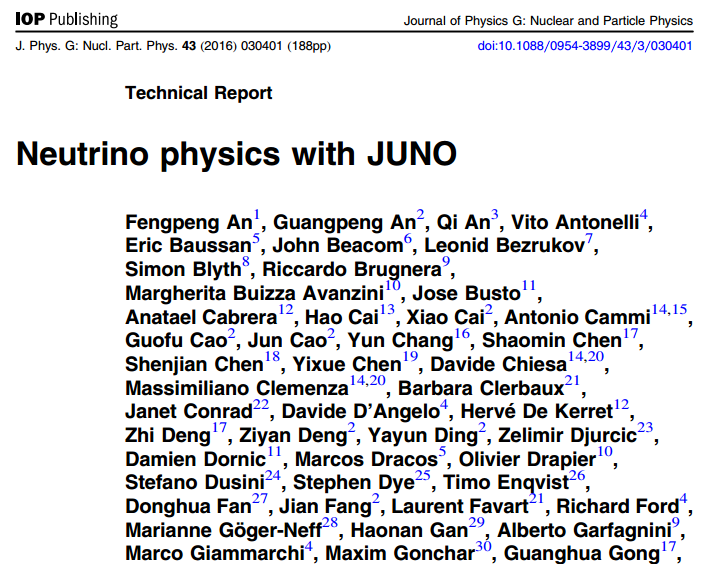 IOP Publishing Journal of Physics G: Nuclear and Particle Physics
J. Phys. G: Nucl. Part. Phys. 43 (2016) 030401 (188pp) doi:10.1088/0954-3899/43/3/030401
Technical Report
Neutrino physics with JUNO
Fengpeng An1, Guangpeng An2, Qi An3, Vito Antonelli4,
Eric Baussan5, John Beacom6, Leonid Bezrukov7,
Simon Blyth8, Riccardo Brugnera9,
Margherita Buizza Avanzini10, Jose Busto11,
Anatael Cabrera12, Hao Cai13, Xiao Cai2, Antonio Cammi14,15,
Guofu Cao2, Jun Cao2, Yun Chang16, Shaomin Chen17,
Shenjian Chen18, Yixue Chen19, Davide Chiesa14,20,
Massimiliano Clemenza14,20, Barbara Clerbaux21,
Janet Conrad22, Davide D'Angelo4, Hervé De Kerret12,
Zhi Deng17, Ziyan Deng2, Yayun Ding2, Zelimir Djurcic23,
Damien Dornic11, Marcos Dracos5, Olivier Drapier10,
Stefano Dusini24, Stephen Dye25, Timo Enqvist26,
Donghua Fan27, Jian Fang2, Laurent Favart21, Richard Ford4,
Marianne Göger-Neff28, Haonan Gan29, Alberto Garfagnini9,
Marco Giammarchi4, Maxim Gonchar30, Guanghua Gong17,